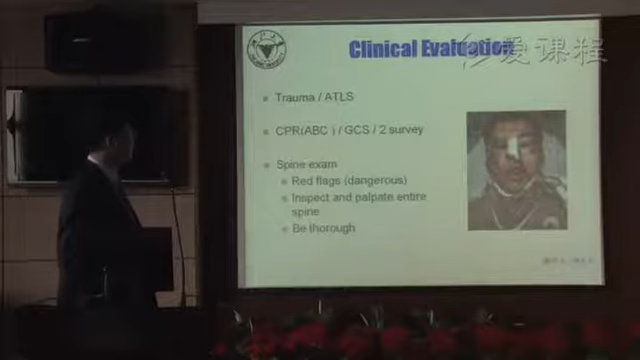 Clinical Evaluation
爱课程
Trauma / ATLS
CPR(ABC ) / GCS / 2 survey
Spine exam
Red flags (dangerous)
Inspect and palpate entire
spine
Be thorough